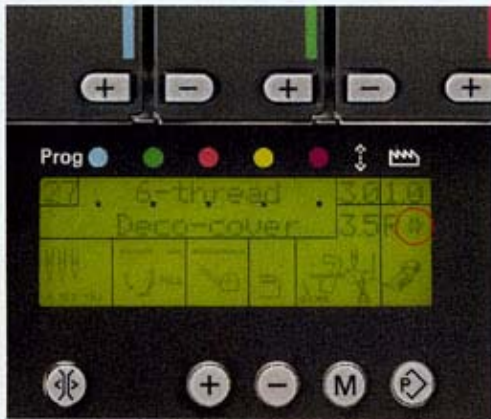 + − + − +
Prog
27 6-thread 3.0 1.0
Deco-cover 3.5 F #
+ − M P